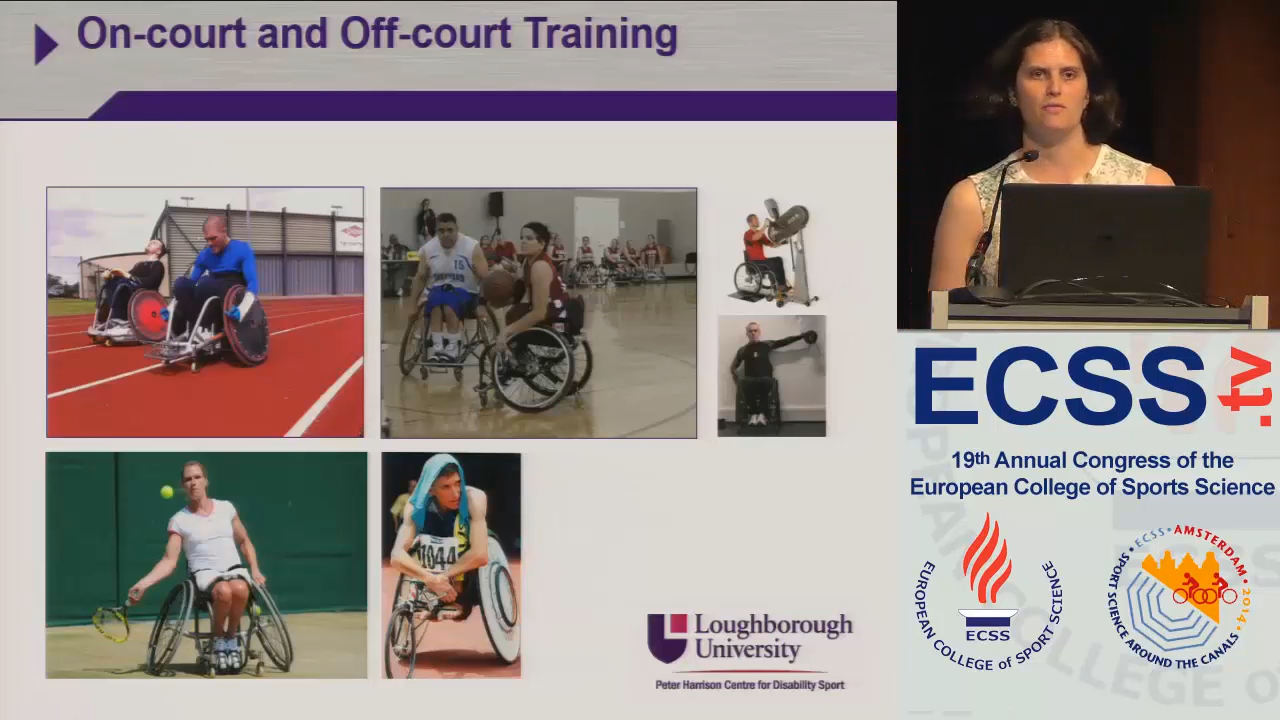 On-court and Off-court Training
15
1044
Loughborough
University
Peter Harrison Centre for Disability Sport
ECSS
.tv
19th Annual Congress of the
European College of Sports Science
EUROPEAN COLLEGE of SPORT SCIENCE
ECSS
• ECSS • AMSTERDAM • 2014 •
SPORT SCIENCE AROUND THE CANALS